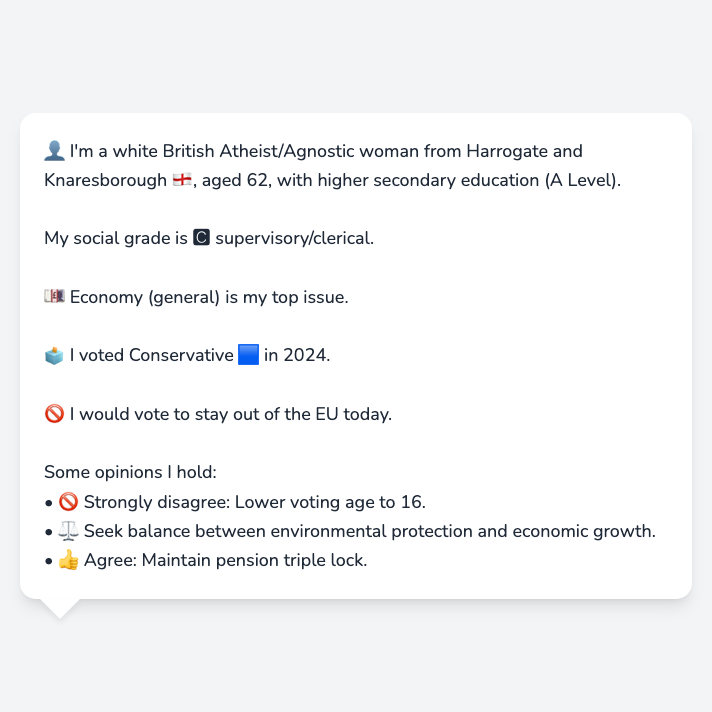 👤 I'm a white British Atheist/Agnostic woman from Harrogate and
Knaresborough 🏴󠁧󠁢󠁥󠁮󠁧󠁿, aged 62, with higher secondary education (A Level).
My social grade is 🅲 supervisory/clerical.
💷 Economy (general) is my top issue.
🗳️ I voted Conservative 🟦 in 2024.
🚫 I would vote to stay out of the EU today.
Some opinions I hold:
• 🚫 Strongly disagree: Lower voting age to 16.
• ⚖️ Seek balance between environmental protection and economic growth.
• 👍 Agree: Maintain pension triple lock.